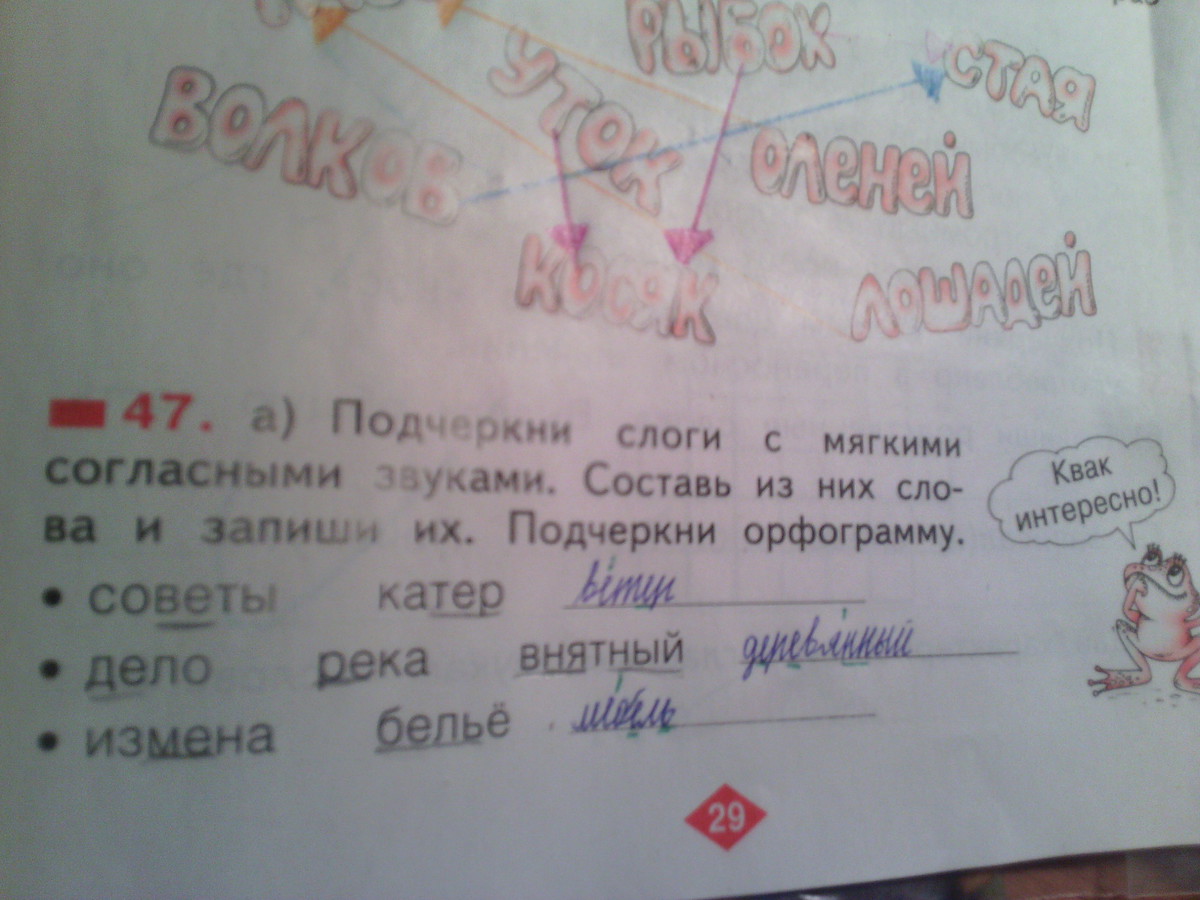 РЫБОК
СТАЯ
УТОК
ВОЛКОВ
ОЛЕНЕЙ
КОСЯК
ЛОШАДЕЙ
47. а) Подчеркни слоги с мягкими
согласными звуками. Составь из них сло-
ва и запиши их. Подчеркни орфограмму.
Квак
интересно!
• советы катер ветер
• дело река внятный деревянный
• измена бельё мебель
29